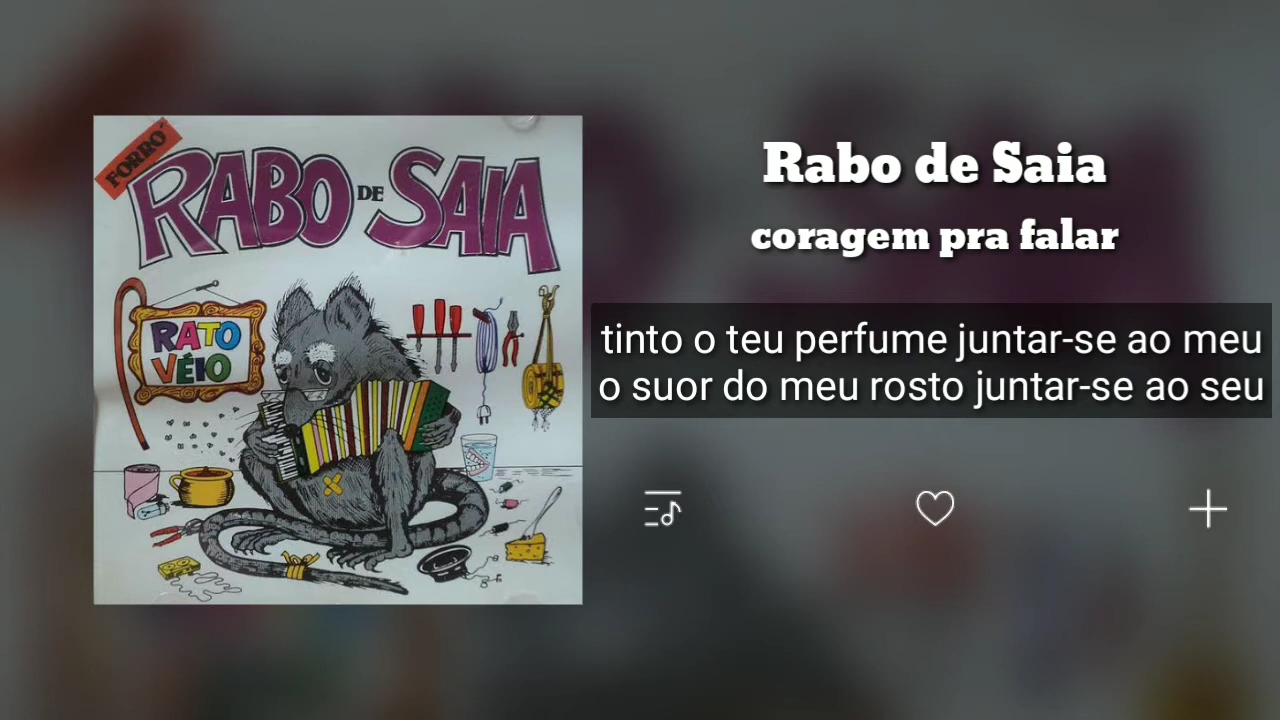 FORRÓ
RABO DE SAIA
RATO
VÉIO
Rabo de Saia
coragem pra falar
tinto o teu perfume juntar-se ao meu
o suor do meu rosto juntar-se ao seu